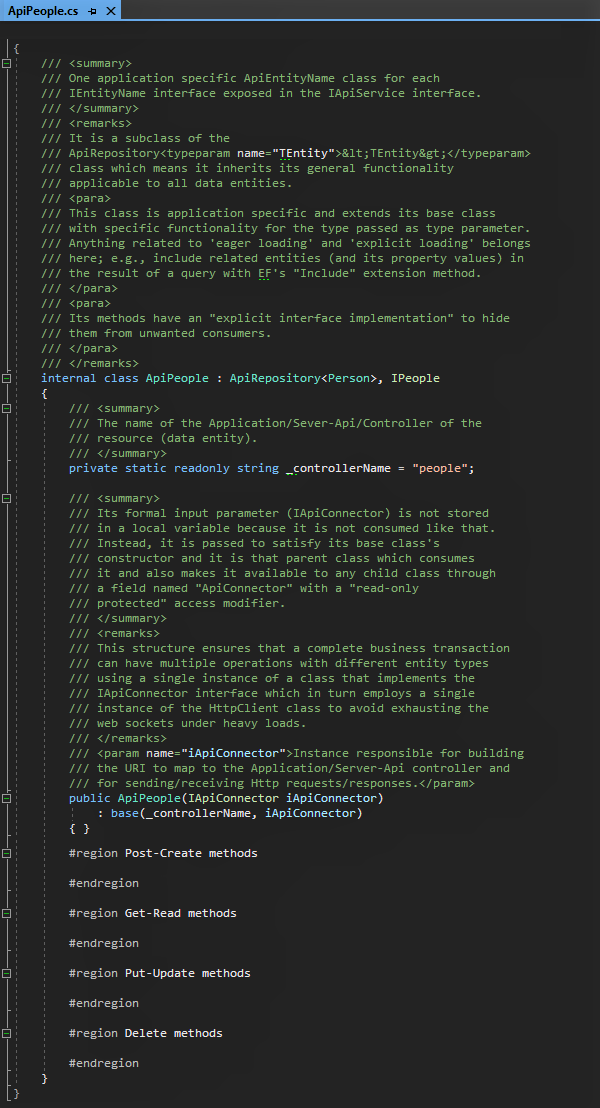 ApiPeople.cs
{
/// <summary>
/// One application specific ApiEntityName class for each
/// IEntityName interface exposed in the IApiService interface.
/// </summary>
/// <remarks>
/// It is a subclass of the
/// ApiRepository<typeparam name="TEntity">&lt;TEntity&gt;</typeparam>
/// class which means it inherits its general functionality
/// applicable to all data entities.
/// <para>
/// This class is application specific and extends its base class
/// with specific functionality for the type passed as type parameter.
/// Anything related to 'eager loading' and 'explicit loading' belongs
/// here; e.g., include related entities (and its property values) in
/// the result of a query with EF's "Include" extension method.
/// </para>
/// <para>
/// Its methods have an "explicit interface implementation" to hide
/// them from unwanted consumers.
/// </para>
/// </remarks>
internal class ApiPeople : ApiRepository<Person>, IPeople
{
/// <summary>
/// The name of the Application/Sever-Api/Controller of the
/// resource (data entity).
/// </summary>
private static readonly string _controllerName = "people";
/// <summary>
/// Its formal input parameter (IApiConnector) is not stored
/// in a local variable because it is not consumed like that.
/// Instead, it is passed to satisfy its base class's
/// constructor and it is that parent class which consumes
/// it and also makes it available to any child class through
/// a field named "ApiConnector" with a "read-only
/// protected" access modifier.
/// </summary>
/// <remarks>
/// This structure ensures that a complete business transaction
/// can have multiple operations with different entity types
/// using a single instance of a class that implements the
/// IApiConnector interface which in turn employs a single
/// instance of the HttpClient class to avoid exhausting the
/// web sockets under heavy loads.
/// </remarks>
/// <param name="iApiConnector">Instance responsible for building
/// the URI to map to the Application/Server-Api controller and
/// for sending/receiving Http requests/responses.</param>
public ApiPeople(IApiConnector iApiConnector)
: base(_controllerName, iApiConnector)
{ }
#region Post-Create methods
#endregion
#region Get-Read methods
#endregion
#region Put-Update methods
#endregion
#region Delete methods
#endregion
}
}